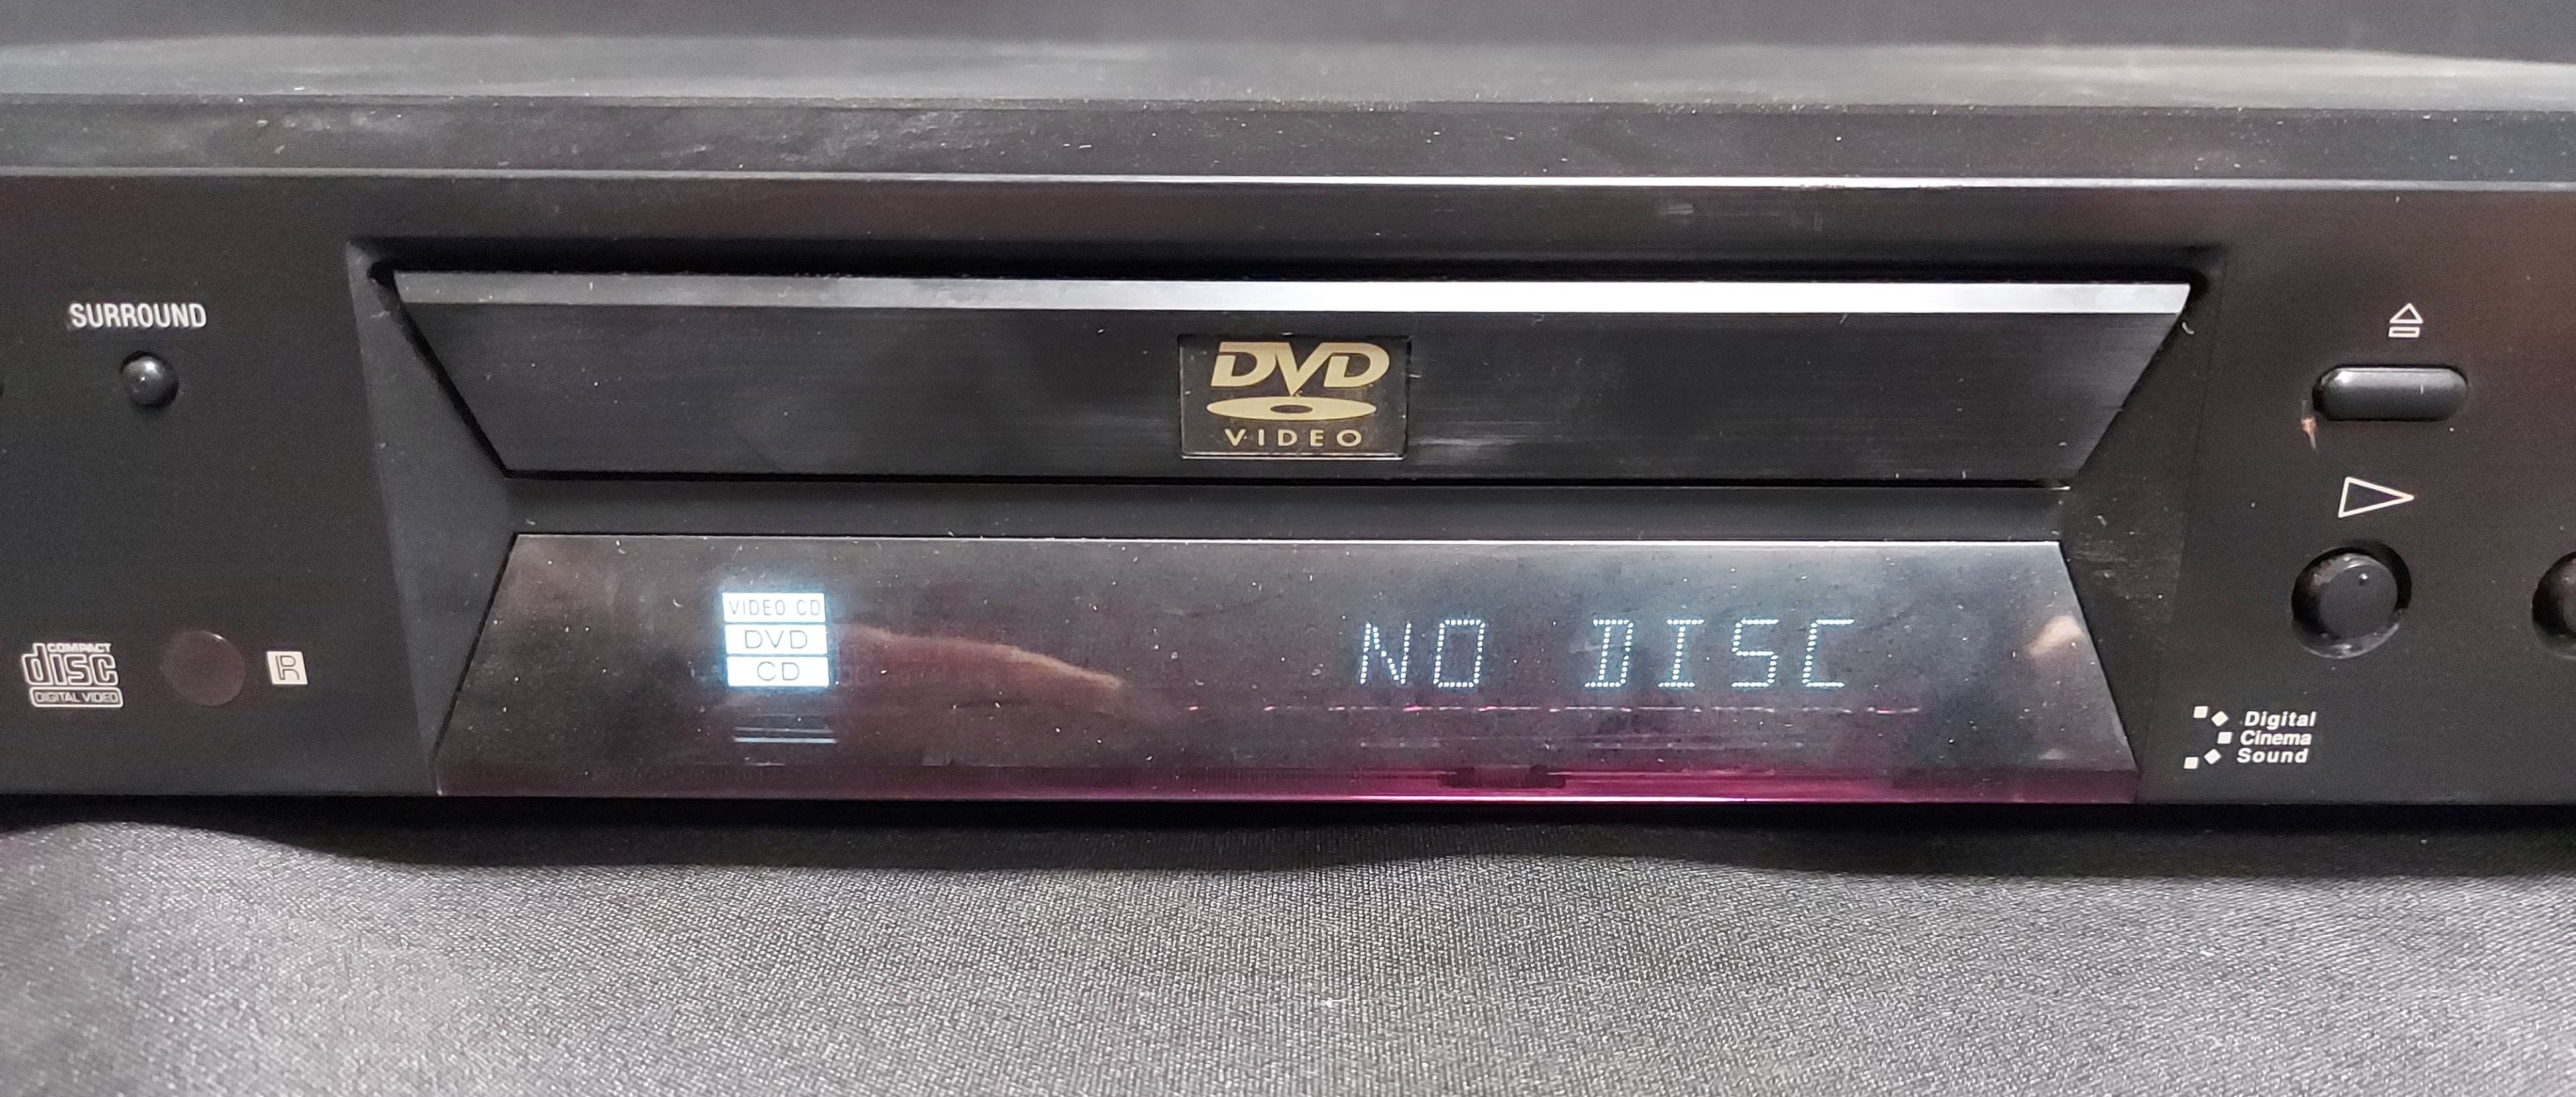 SURROUND
DVD
VIDEO
VIDEO CD
DVD
CD
NO DISC
COMPACT
disc
DIGITAL VIDEO
R
Digital
Cinema
Sound